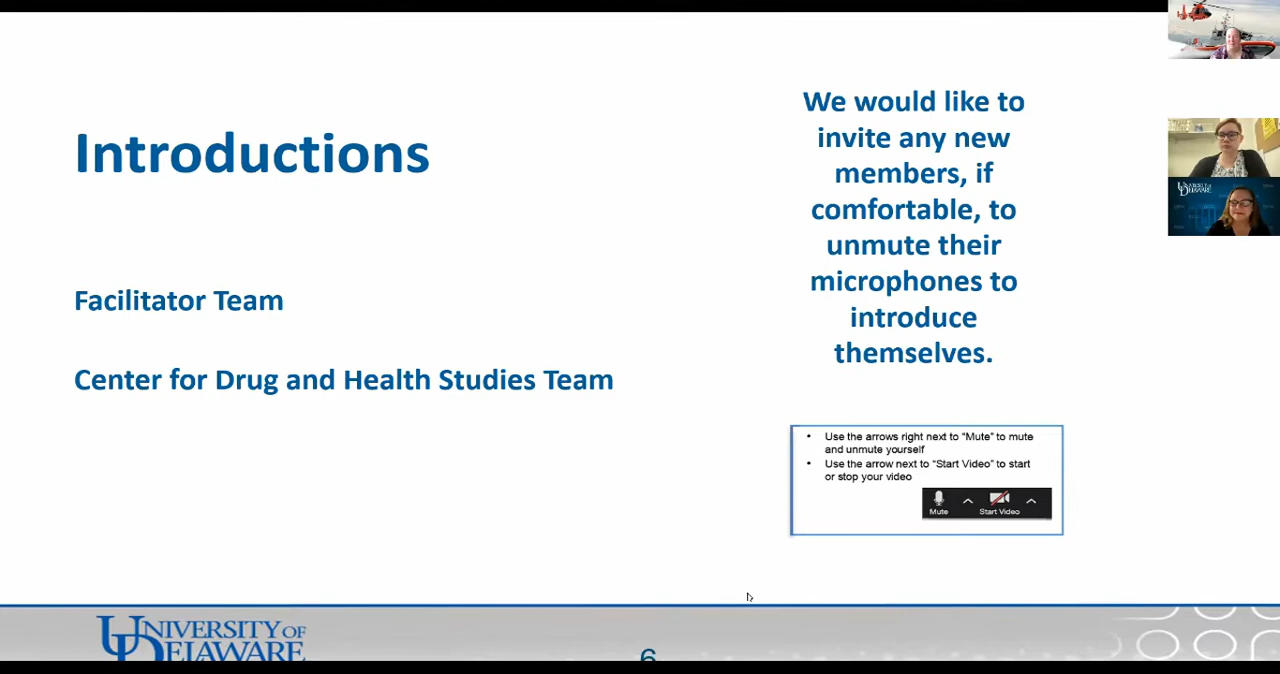 Introductions
Facilitator Team
Center for Drug and Health Studies Team
We would like to
invite any new
members, if
comfortable, to
unmute their
microphones to
introduce
themselves.
• Use the arrows right next to “Mute” to mute
and unmute yourself
• Use the arrow next to “Start Video” to start
or stop your video
Mute
Start Video
UNIVERSITY OF
DELAWARE
UNIVERSITY OF
DELAWARE
6